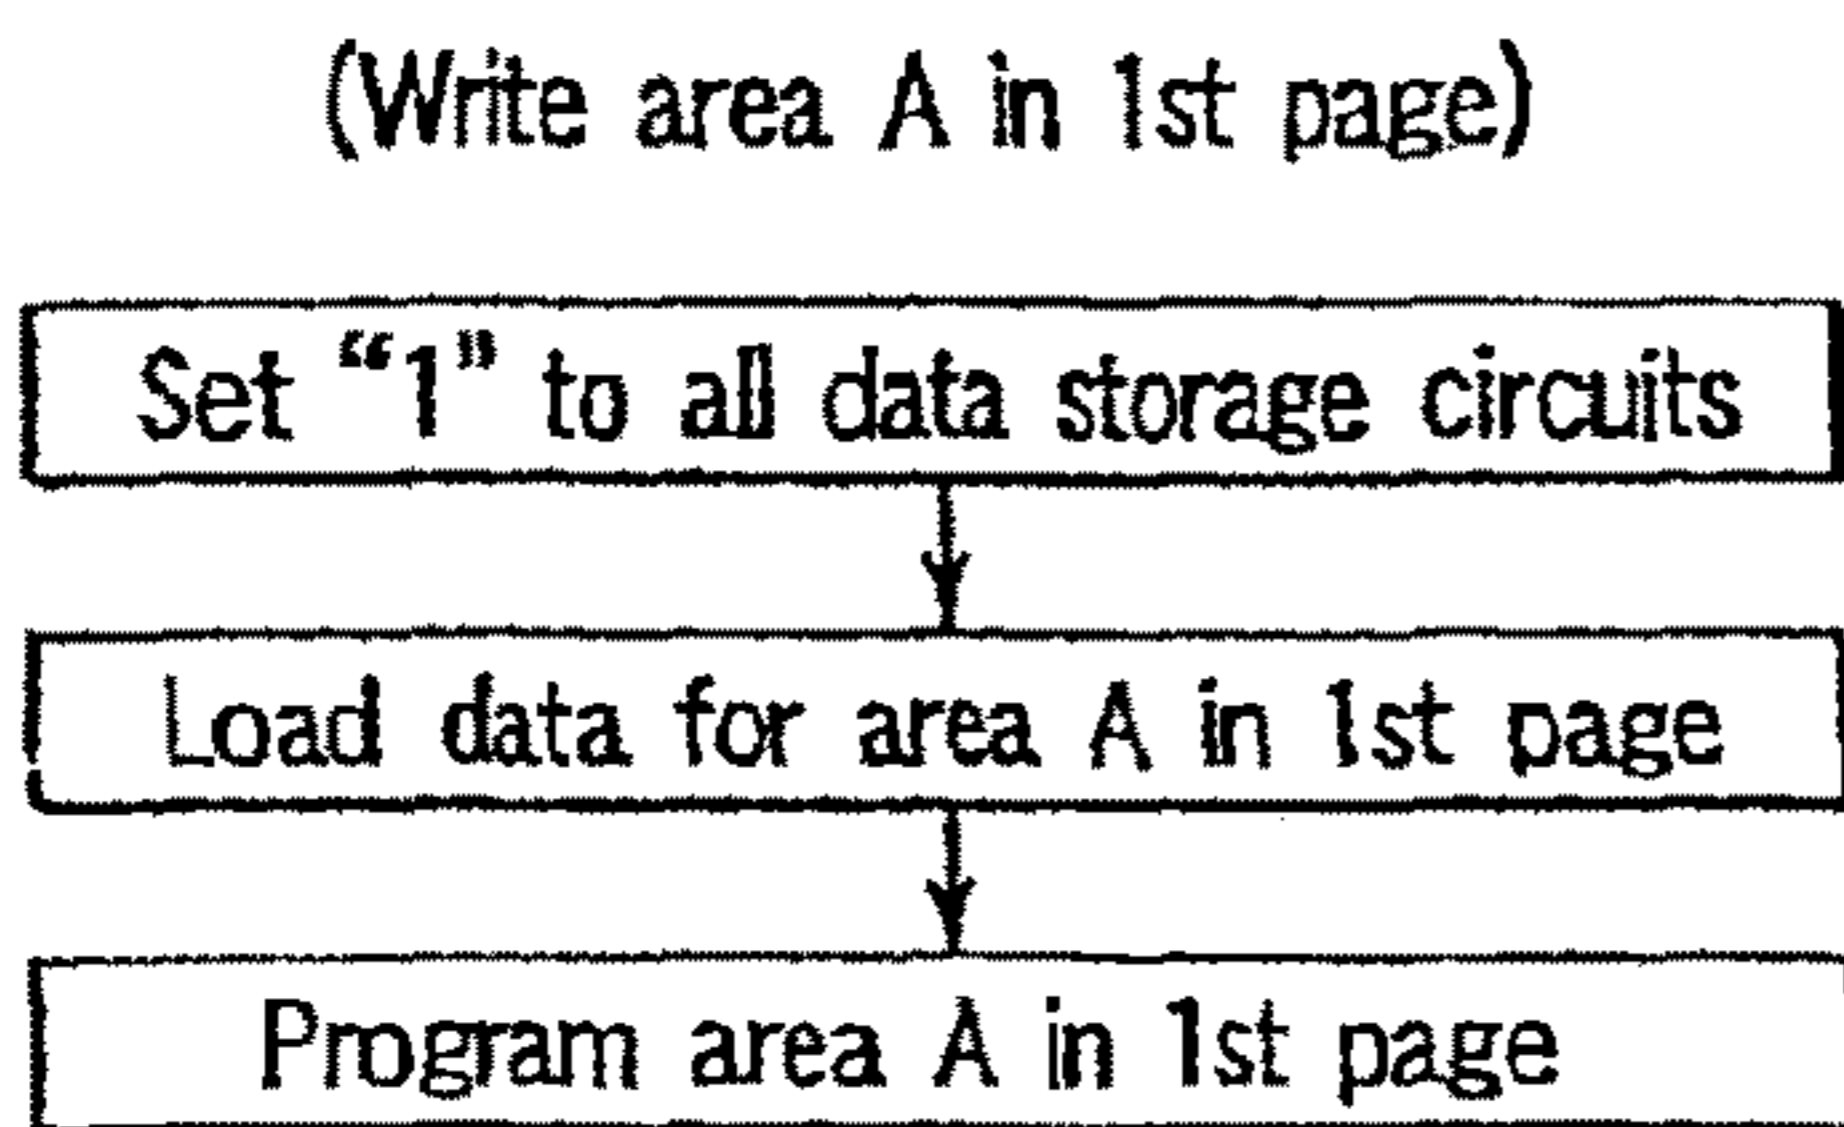 (Write area A in 1st page)
Set “1” to all data storage circuits
Load data for area A in 1st page
Program area A in 1st page